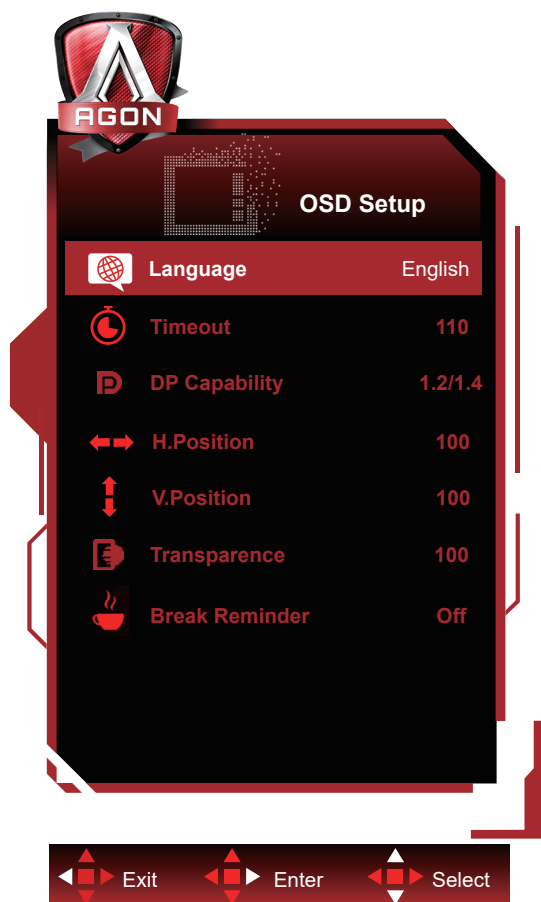 AGON
OSD Setup
Language English
Timeout 110
DP Capability 1.2/1.4
H.Position 100
V.Position 100
Transparence 100
Break Reminder Off
Exit Enter Select